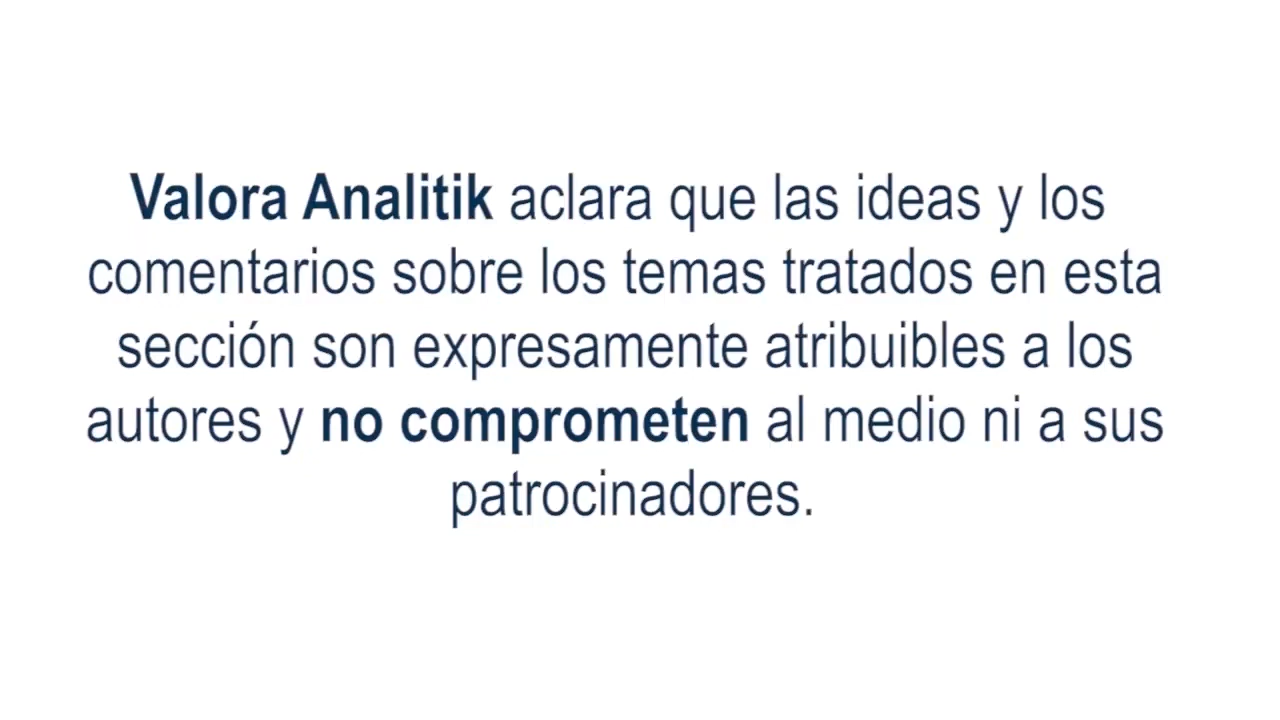 Valora Analitik aclara que las ideas y los
comentarios sobre los temas tratados en esta
sección son expresamente atribuibles a los
autores y no comprometen al medio ni a sus
patrocinadores.